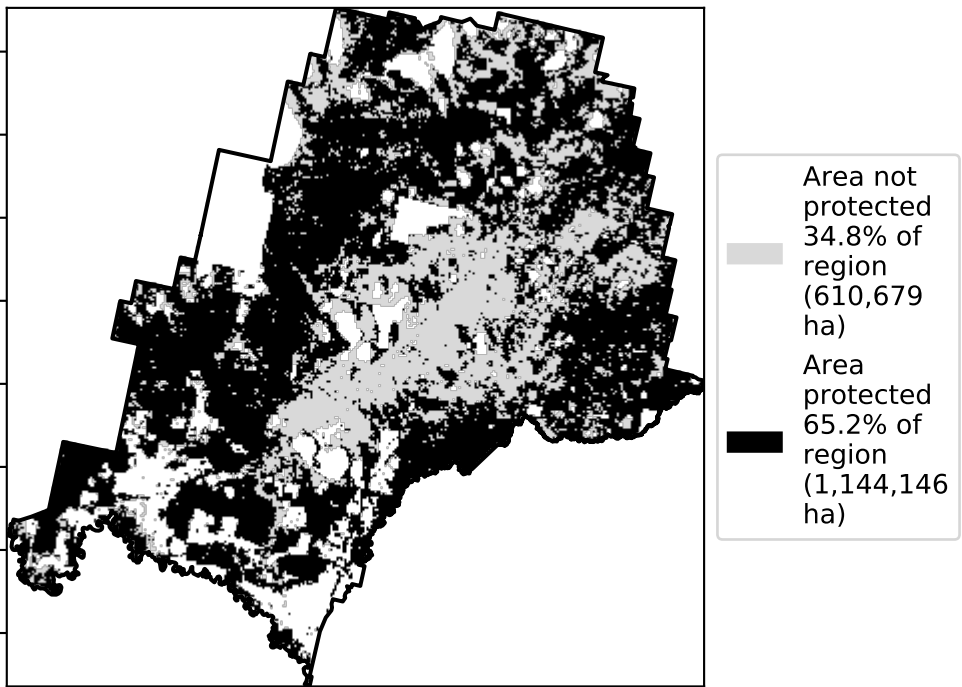 Area not
protected
34.8% of
region
(610,679
ha)
Area
protected
65.2% of
region
(1,144,146
ha)